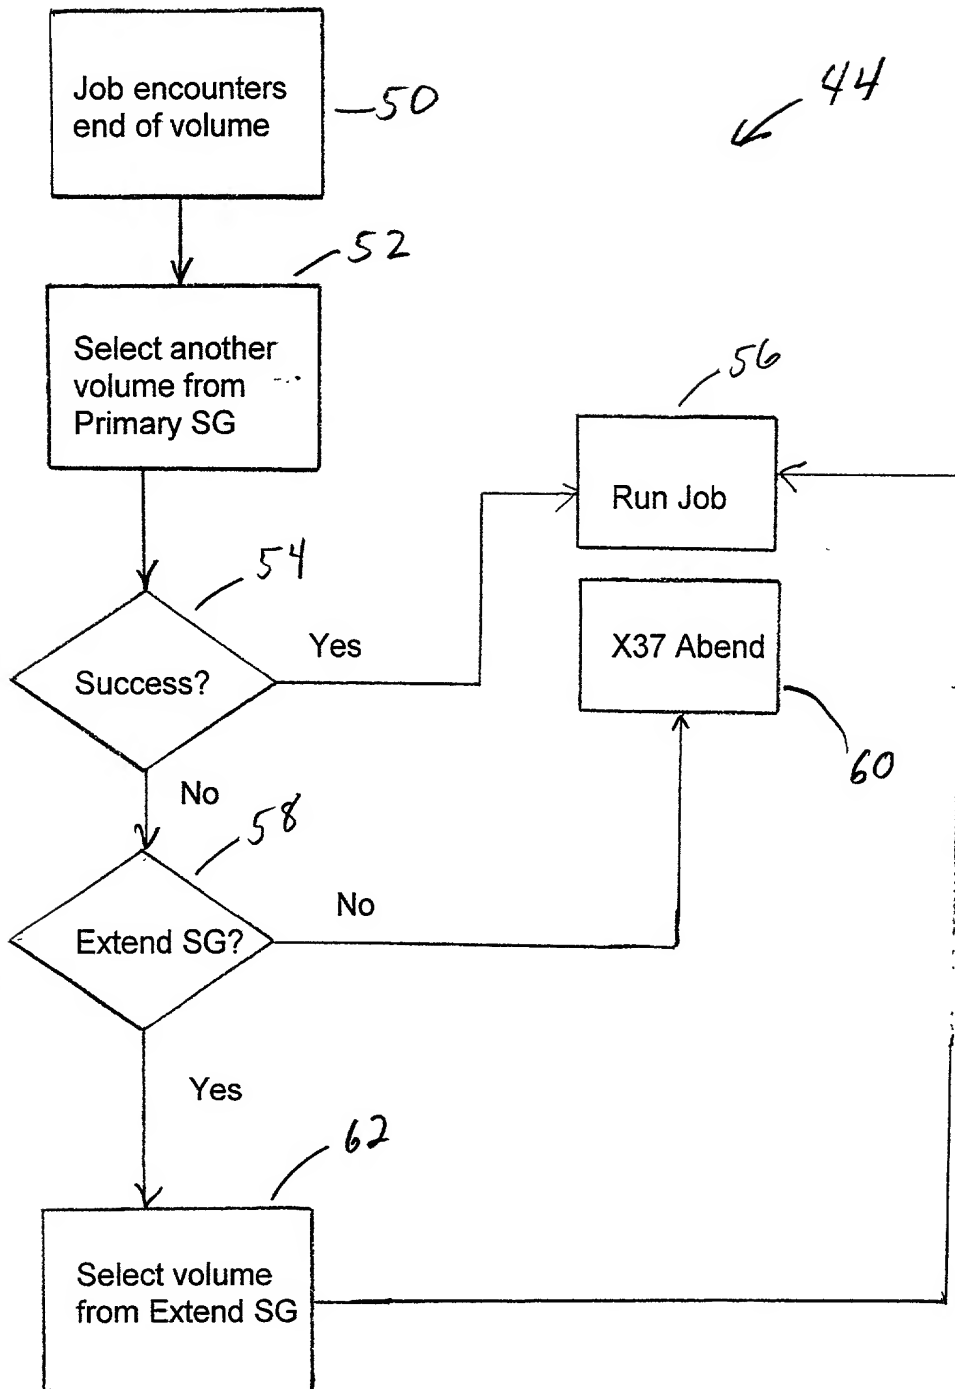 Job encounters
end of volume
50
44
52
Select another
volume from
Primary SG
56
Run Job
54
Success?
Yes
X37 Abend
60
No
58
Extend SG?
No
Yes
62
Select volume
from Extend SG